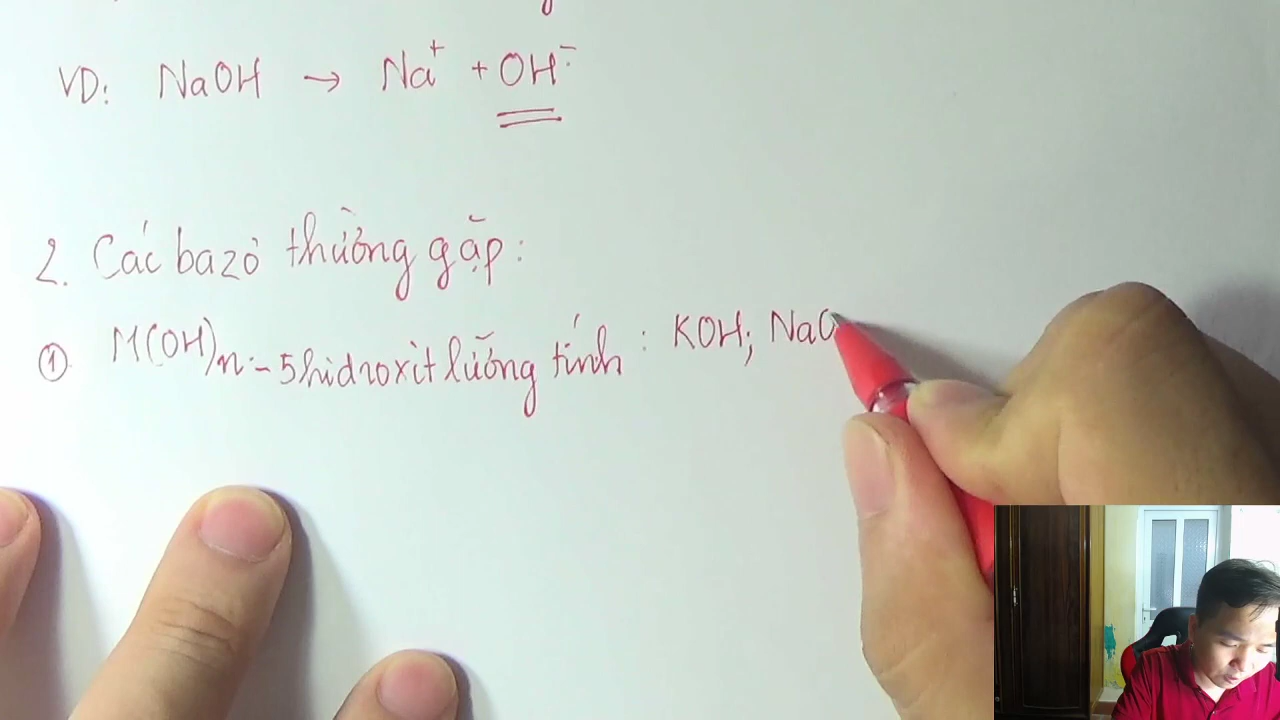 VD: NaOH → Na⁺ + OH⁻
2. Các bazơ thường gặp:
① M(OH)n - 5 hidroxit lưỡng tính : KOH; NaO